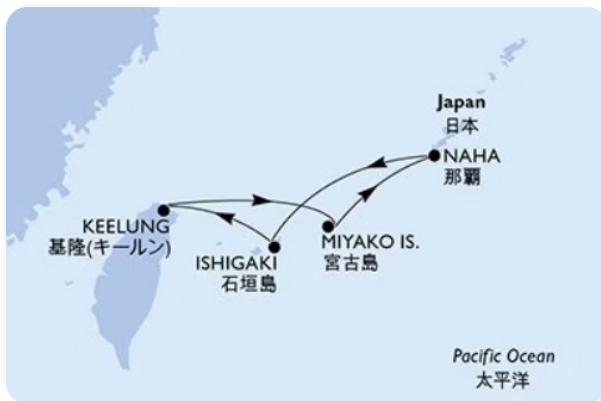 Japan
日本
NAHA
那覇
KEELUNG
基隆(キールン)
MIYAKO IS.
宮古島
ISHIGAKI
石垣島
Pacific Ocean
太平洋